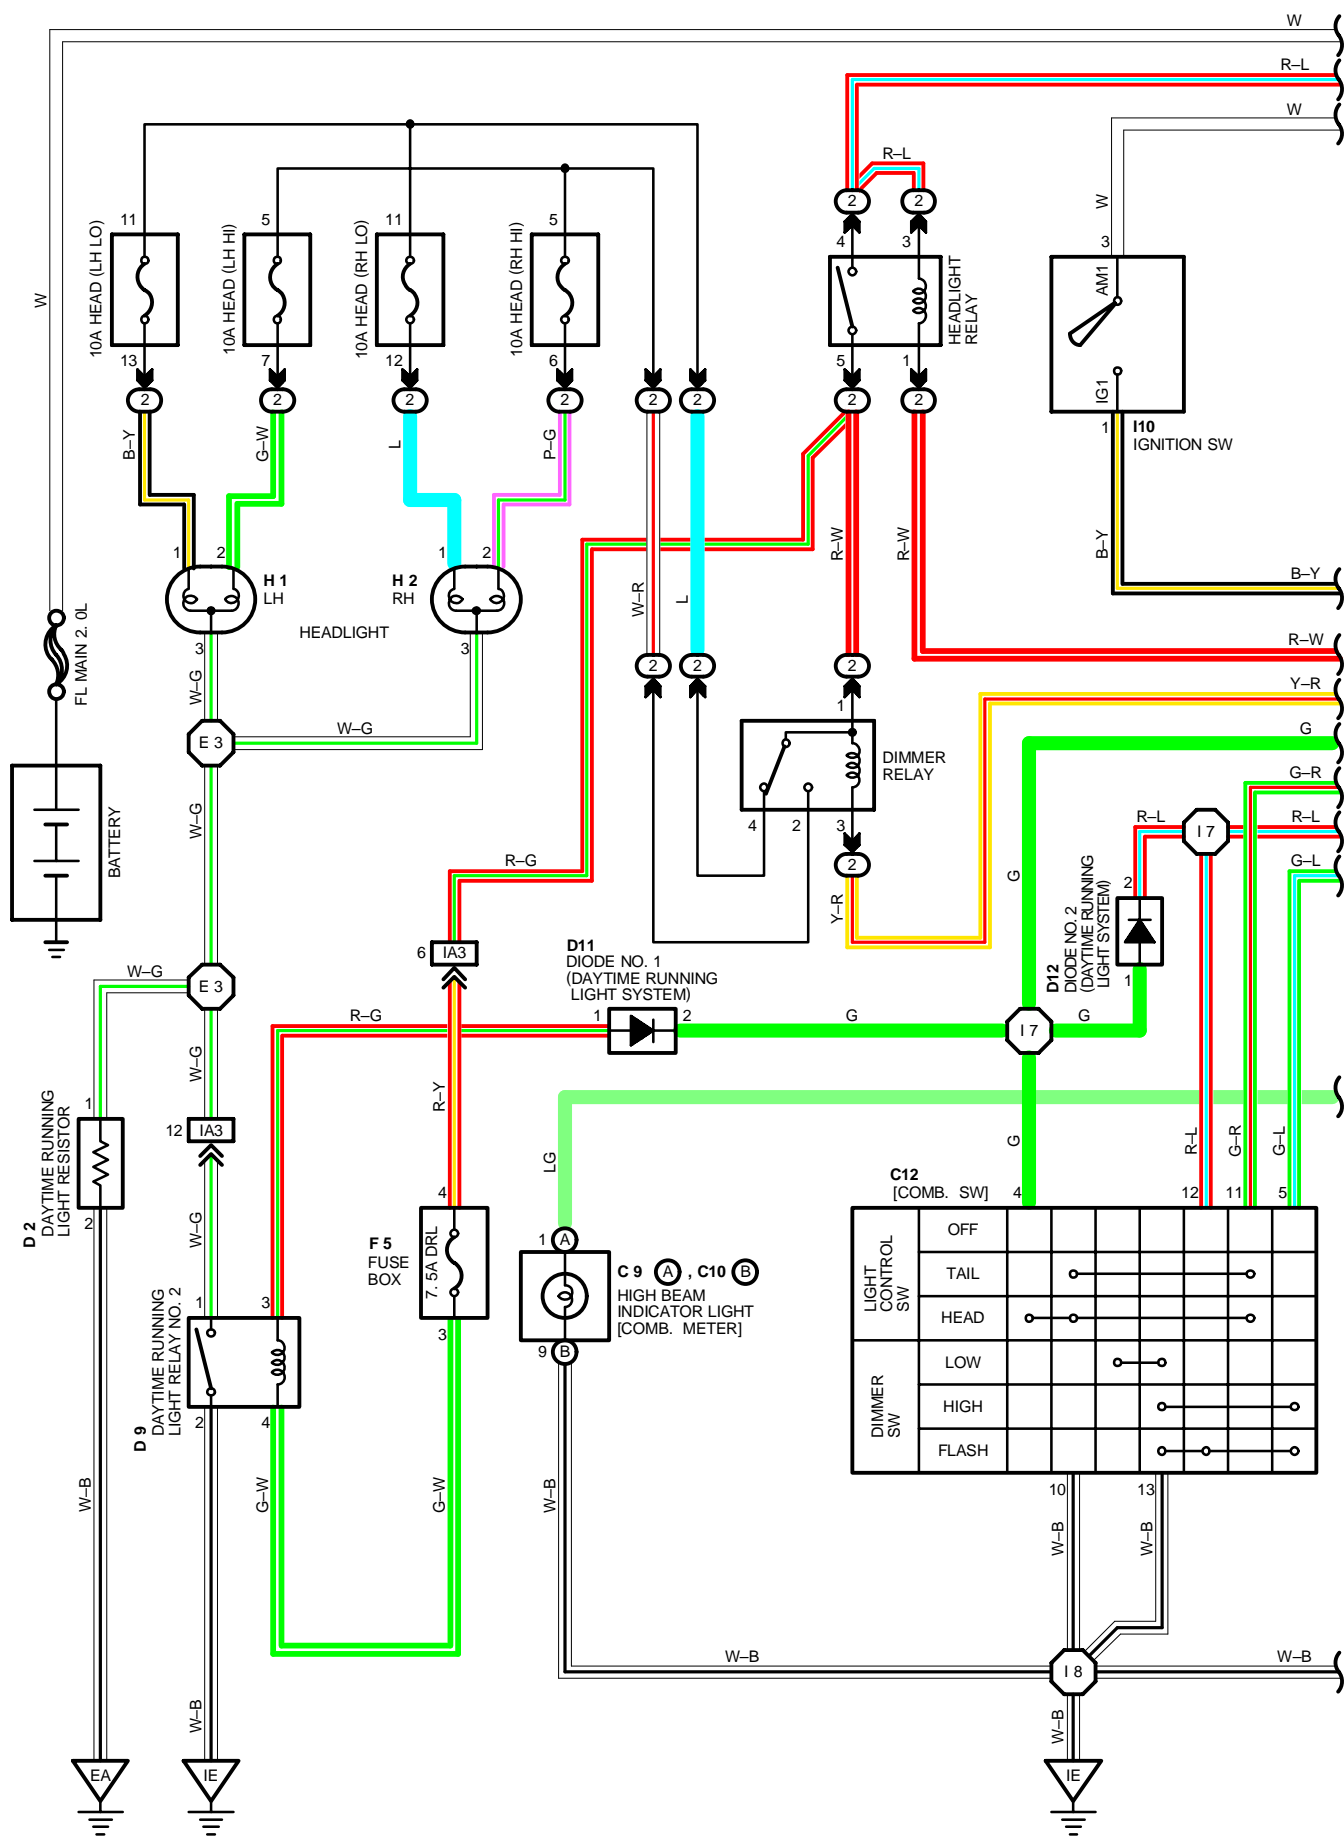 W
R–L
W
R–L
2
2
W
11
5
11
5
4
3
3
10A HEAD (LH LO)
10A HEAD (LH HI)
10A HEAD (RH LO)
10A HEAD (RH HI)
HEADLIGHT
RELAY
AM1
IG1
W
13
7
12
6
5
1
2
2
2
2
2
2
2
2
1
I10
IGNITION SW
B–Y
G–W
L
P–G
R–W
R–W
B–Y
1
2
1
2
B–Y
H 1
LH
H 2
RH
W–R
L
HEADLIGHT
3
3
R–W
FL MAIN 2. 0L
W–G
2
2
2
Y–R
1
W–G
E 3
G
DIMMER
RELAY
G–R
BATTERY
W–G
4
2
3
R–L
I 7
R–L
2
R–G
G–L
G
2
Y–R
D12
DIODE NO. 2
(DAYTIME RUNNING
LIGHT SYSTEM)
6
IA3
D11
DIODE NO. 1
(DAYTIME RUNNING
LIGHT SYSTEM)
W–G
E 3
1
R–G
1
2
G
I 7
G
W–G
R–Y
1
D 2
DAYTIME RUNNING
LIGHT RESISTOR
12
IA3
LG
G
R–L
G–R
G–L
C12
[COMB. SW]
4
12
11
5
2
W–G
4
F 5
FUSE
BOX
7. 5A DRL
1
A
C 9 A , C10 B
HIGH BEAM
INDICATOR LIGHT
[COMB. METER]
LIGHT
CONTROL
SW
OFF
TAIL
HEAD
D 9
DAYTIME RUNNING
LIGHT RELAY NO. 2
1
3
3
9
B
DIMMER
SW
LOW
HIGH
FLASH
2
4
W–B
G–W
G–W
W–B
10
13
W–B
W–B
W–B
I 8
W–B
W–B
W–B
EA
IE
IE